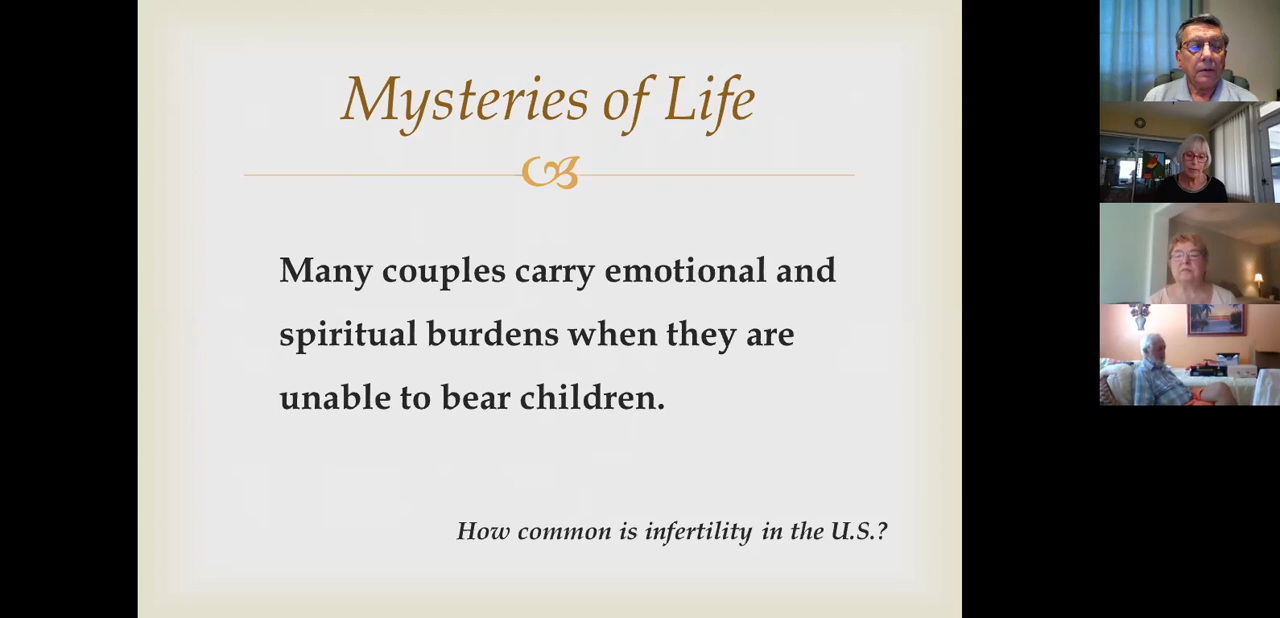 Mysteries of Life
Many couples carry emotional and
spiritual burdens when they are
unable to bear children.
How common is infertility in the U.S.?